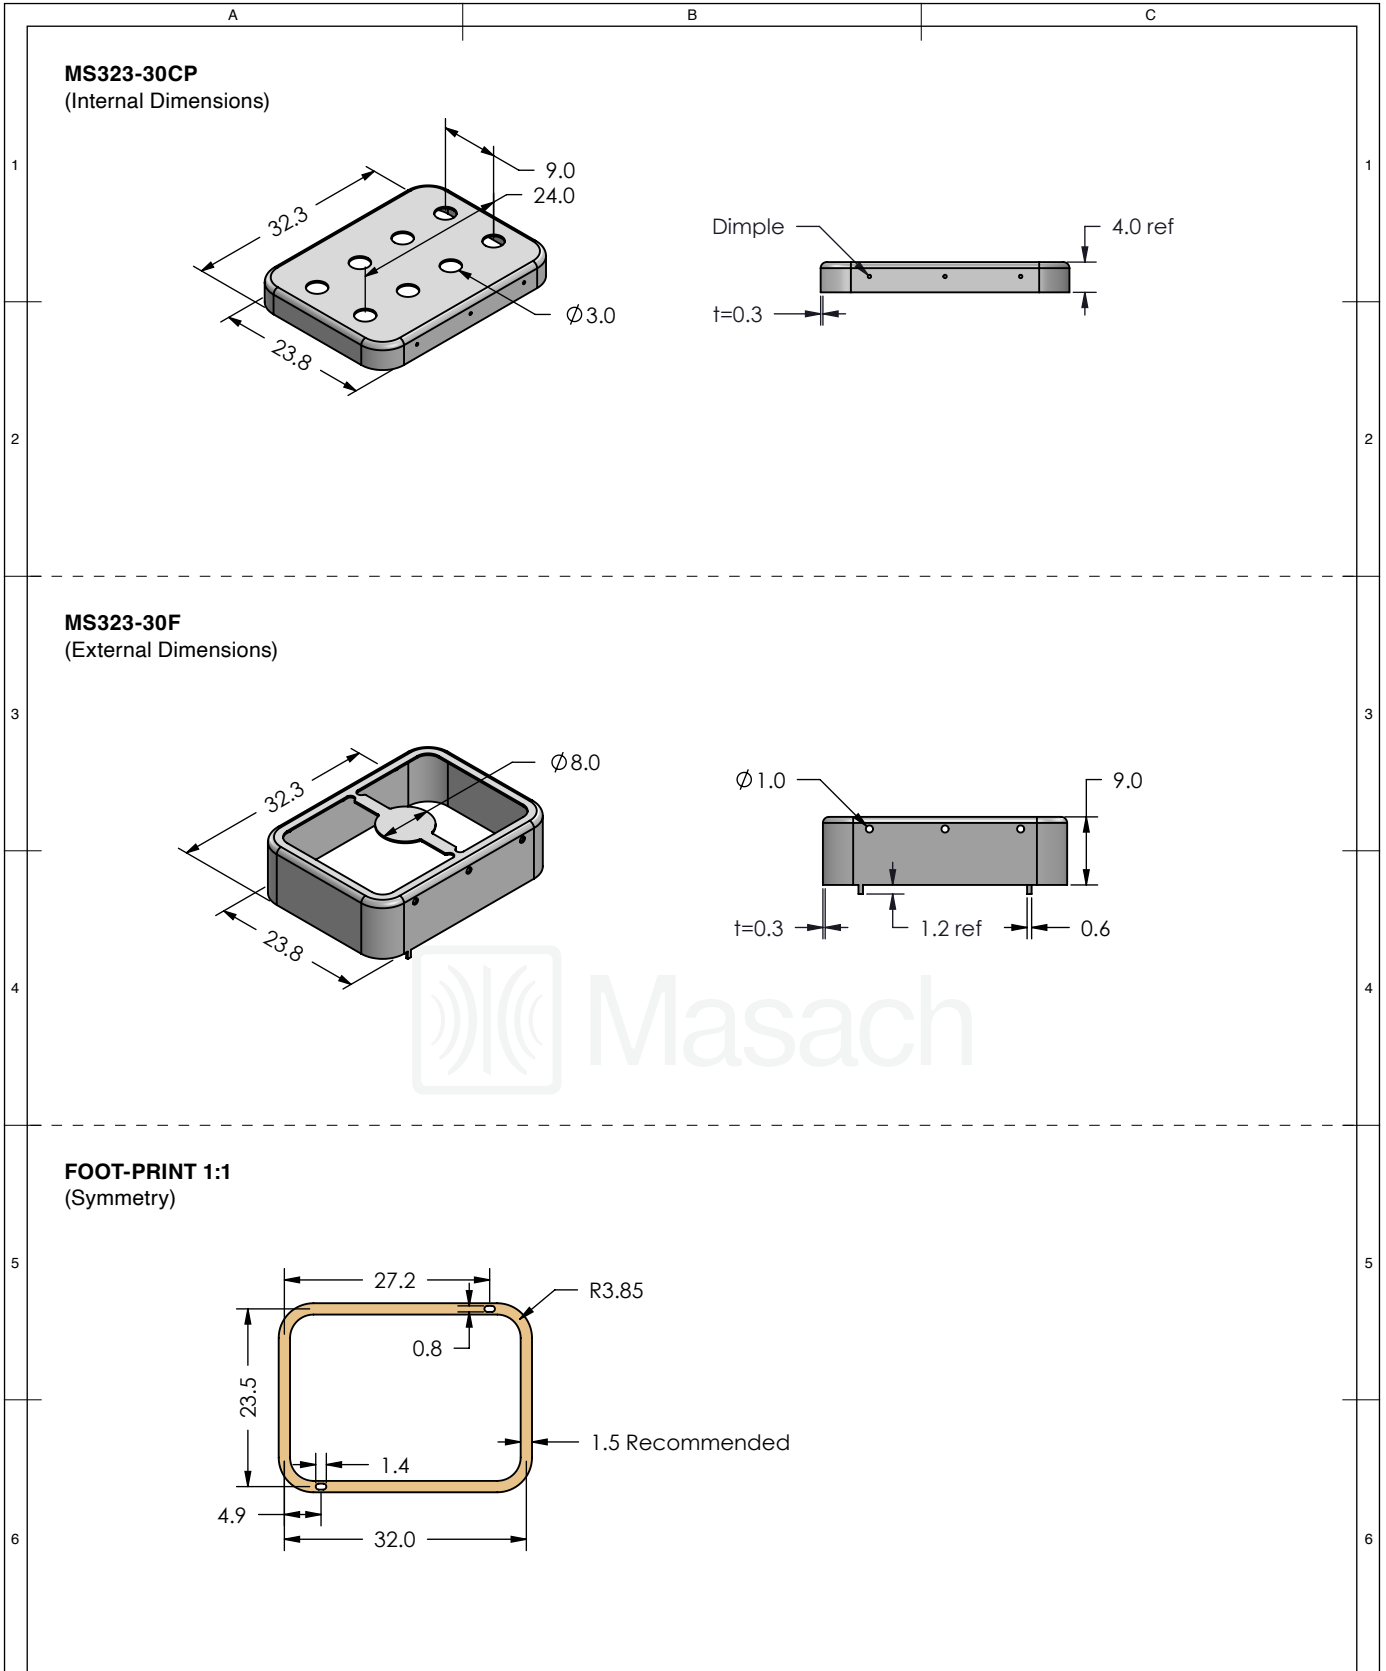 A B C
MS323-30CP
(Internal Dimensions)
1 1
9.0
24.0
32.3
Dimple 4.0 ref
t=0.3
Ø3.0
23.8
2 2
MS323-30F
(External Dimensions)
3 3
Ø8.0
32.3
Ø1.0 9.0
t=0.3 1.2 ref 0.6
23.8
4 4
Masach
FOOT-PRINT 1:1
(Symmetry)
5 5
27.2
R3.85
0.8
23.5
1.5 Recommended
1.4
4.9
32.0
6 6